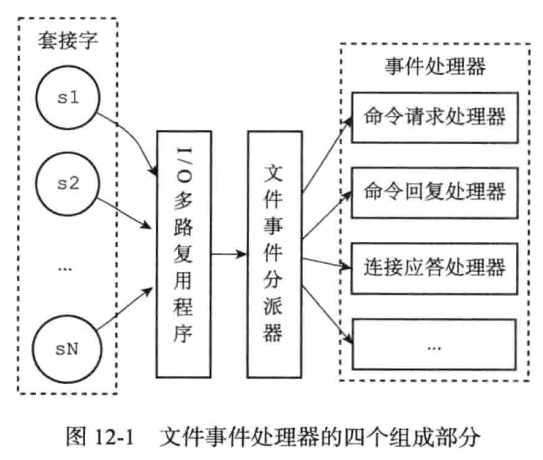 套接字
s1
s2
...
sN
I/O多路复用程序
文件事件分派器
事件处理器
命令请求处理器
命令回复处理器
连接应答处理器
...
图 12-1 文件事件处理器的四个组成部分